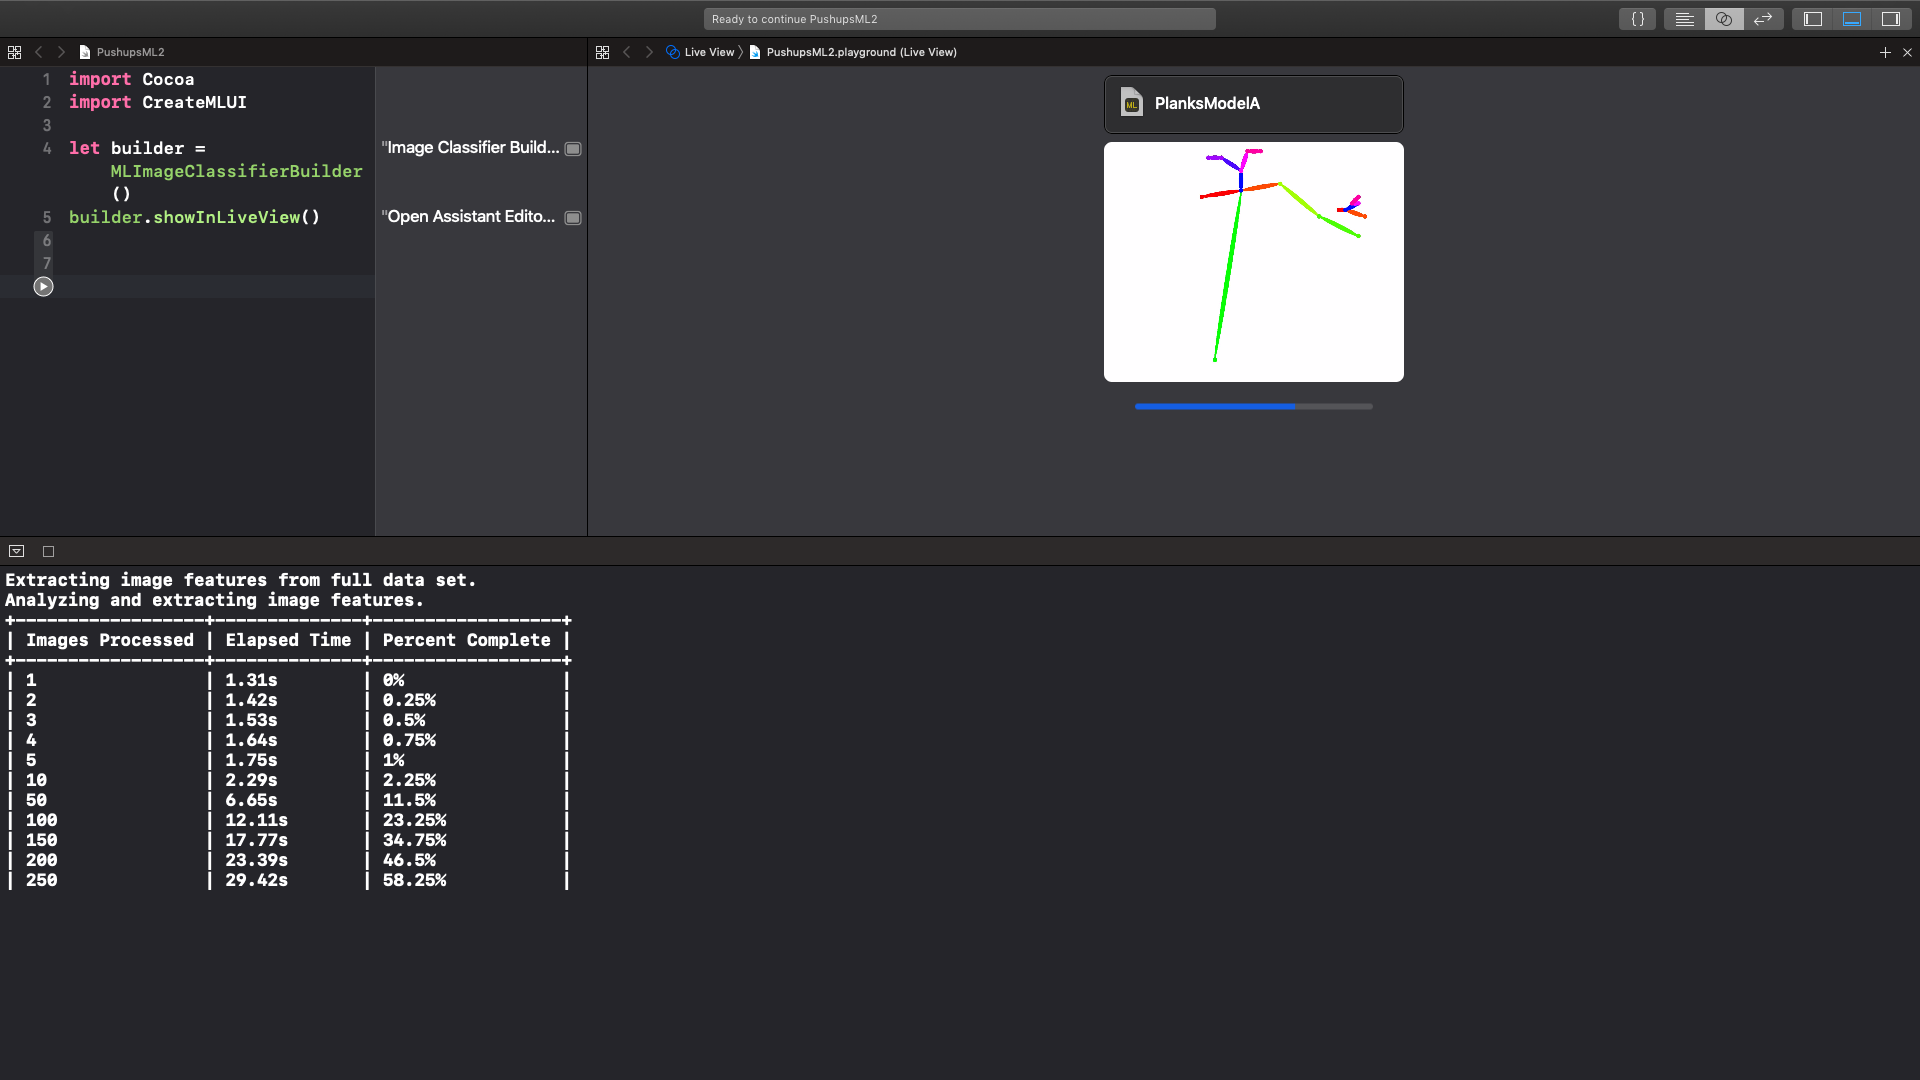 Ready to continue PushupsML2
{}
PushupsML2
Live View
PushupsML2.playground (Live View)
1 import Cocoa
2 import CreateMLUI
3
4 let builder =
MLImageClassifierBuilder
()
5 builder.showInLiveView()
6
7
"Image Classifier Build...
"Open Assistant Edito...
ML
PlanksModelA
Extracting image features from full data set.
Analyzing and extracting image features.
+------------------+--------------+------------------+
| Images Processed | Elapsed Time | Percent Complete |
+------------------+--------------+------------------+
| 1 | 1.31s | 0% |
| 2 | 1.42s | 0.25% |
| 3 | 1.53s | 0.5% |
| 4 | 1.64s | 0.75% |
| 5 | 1.75s | 1% |
| 10 | 2.29s | 2.25% |
| 50 | 6.65s | 11.5% |
| 100 | 12.11s | 23.25% |
| 150 | 17.77s | 34.75% |
| 200 | 23.39s | 46.5% |
| 250 | 29.42s | 58.25% |